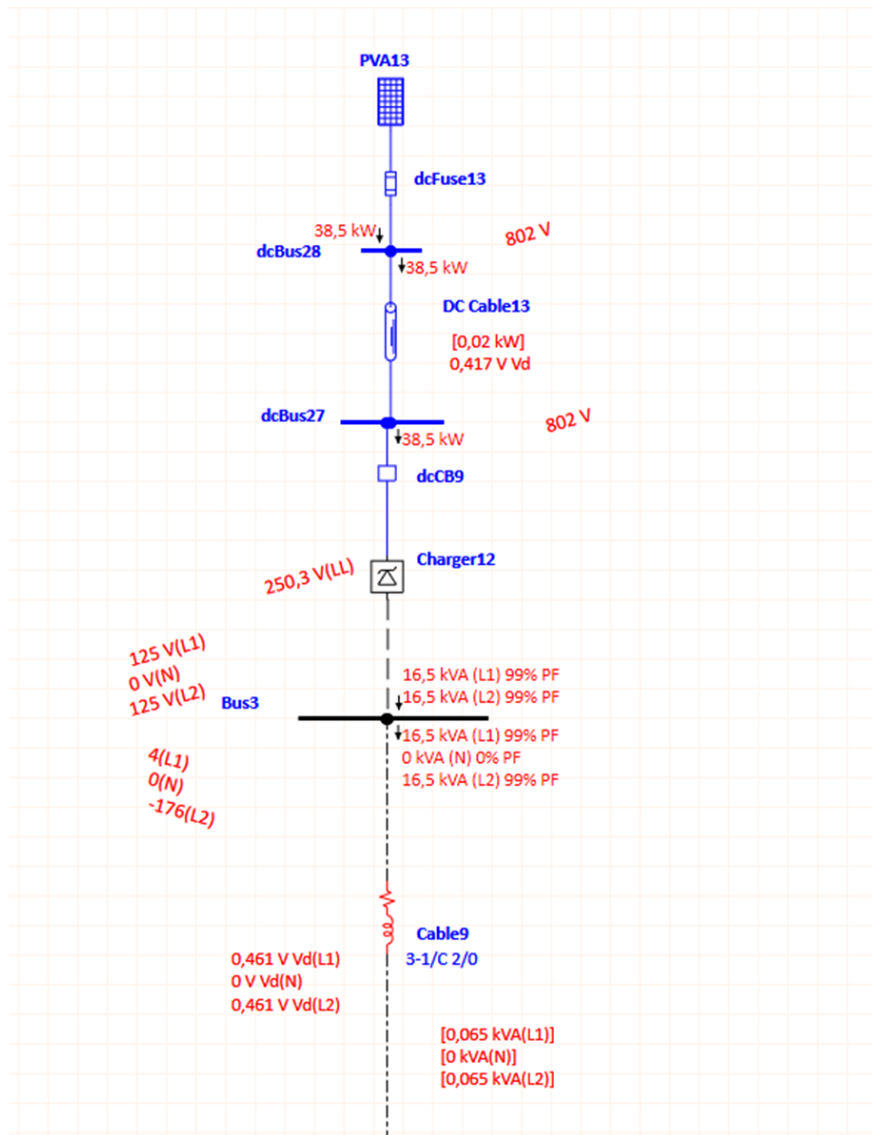 PVA13
dcFuse13
38,5 kW
802 V
dcBus28
38,5 kW
DC Cable13
[0,02 kW]
0,417 V Vd
dcBus27
802 V
38,5 kW
dcCB9
Charger12
250,3 V(LL)
125 V(L1)
0 V(N)
125 V(L2)
16,5 kVA (L1) 99% PF
16,5 kVA (L2) 99% PF
Bus3
16,5 kVA (L1) 99% PF
0 kVA (N) 0% PF
16,5 kVA (L2) 99% PF
4(L1)
0(N)
-176(L2)
Cable9
3-1/C 2/0
0,461 V Vd(L1)
0 V Vd(N)
0,461 V Vd(L2)
[0,065 kVA(L1)]
[0 kVA(N)]
[0,065 kVA(L2)]